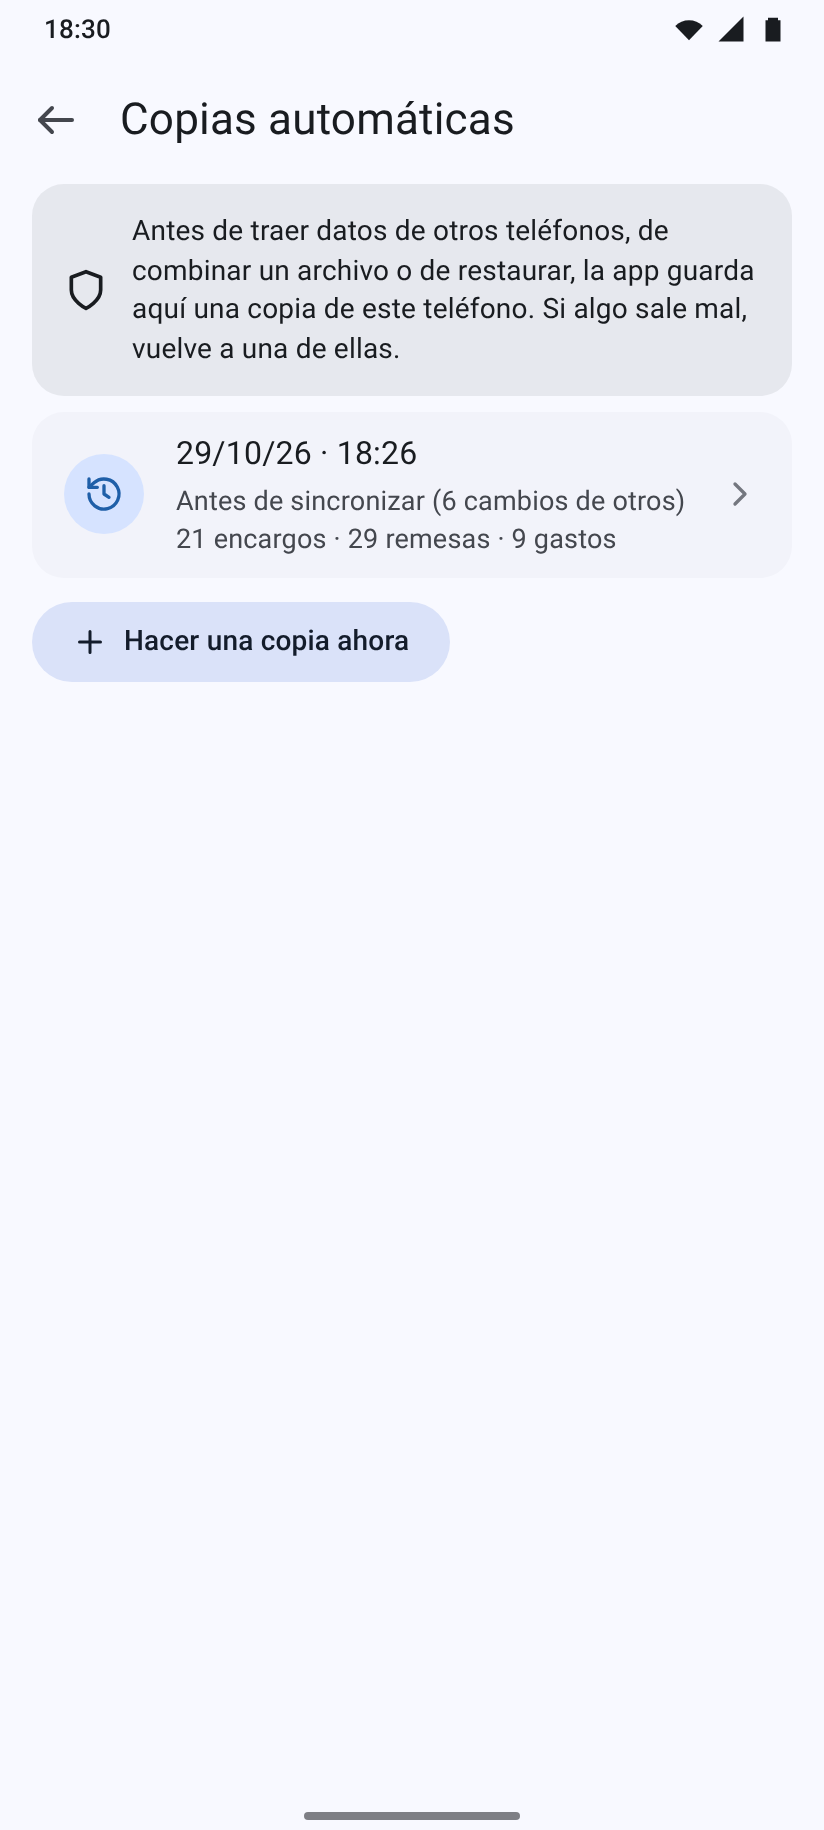 18:30
Copias automáticas
Antes de traer datos de otros teléfonos, de
combinar un archivo o de restaurar, la app guarda
aquí una copia de este teléfono. Si algo sale mal,
vuelve a una de ellas.
29/10/26 · 18:26
Antes de sincronizar (6 cambios de otros)
21 encargos · 29 remesas · 9 gastos
Hacer una copia ahora